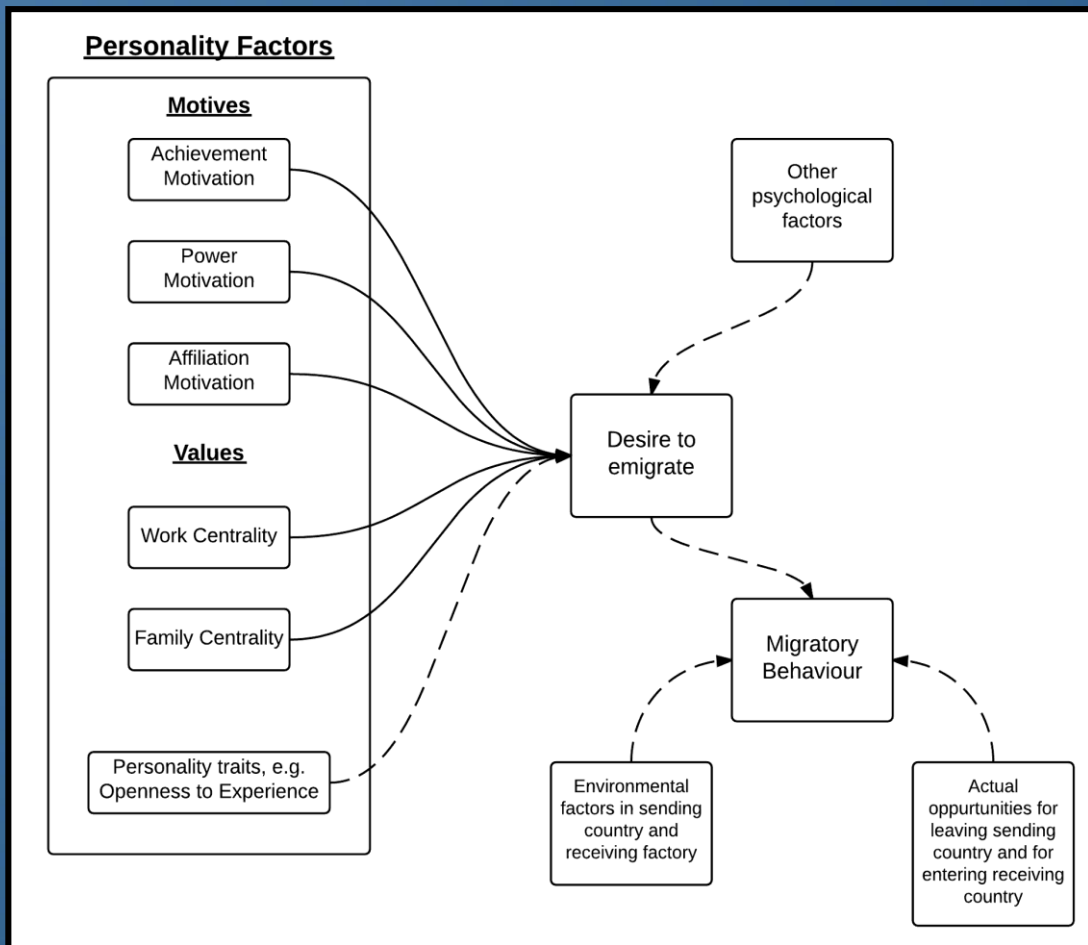 Personality Factors
Motives
Achievement
Motivation
Power
Motivation
Affiliation
Motivation
Values
Work Centrality
Family Centrality
Personality traits, e.g.
Openness to Experience
Other
psychological
factors
Desire to
emigrate
Migratory
Behaviour
Environmental
factors in sending
country and
receiving factory
Actual
oppurtunities for
leaving sending
country and for
entering receiving
country